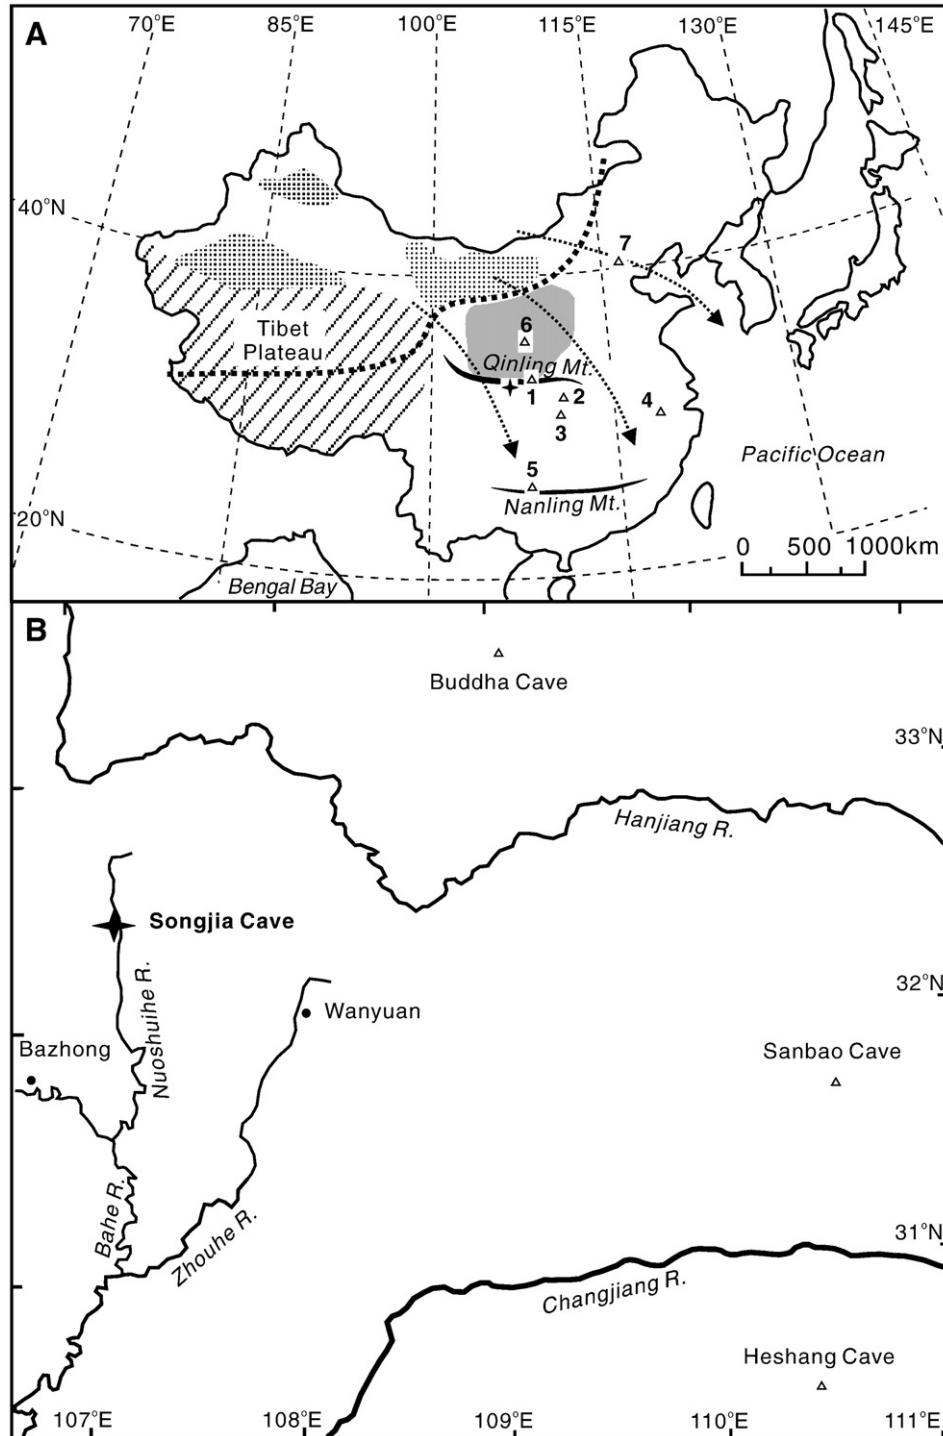 A
70°E
85°E
100°E
115°E
130°E
145°E
40°N
7
Tibet
Plateau
6
Qinling Mt.
1
2
3
4
5
Pacific Ocean
Nanling Mt.
20°N
0 500 1000km
Bengal Bay
B
Buddha Cave
33°N
Hanjiang R.
Songjia Cave
Nuoshuihe R.
32°N
Wanyuan
Bazhong
Sanbao Cave
Bahe R.
Zhouhe R.
31°N
Changjiang R.
Heshang Cave
107°E
108°E
109°E
110°E
111°E